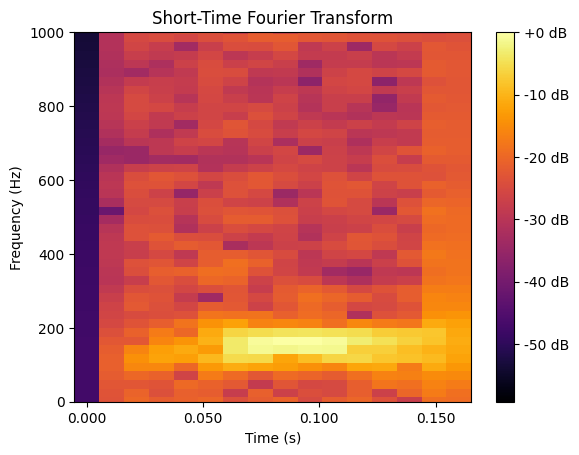 Short-Time Fourier Transform
1000
800
600
400
200
0
Frequency (Hz)
0.000
0.050
0.100
0.150
Time (s)
+0 dB
-10 dB
-20 dB
-30 dB
-40 dB
-50 dB